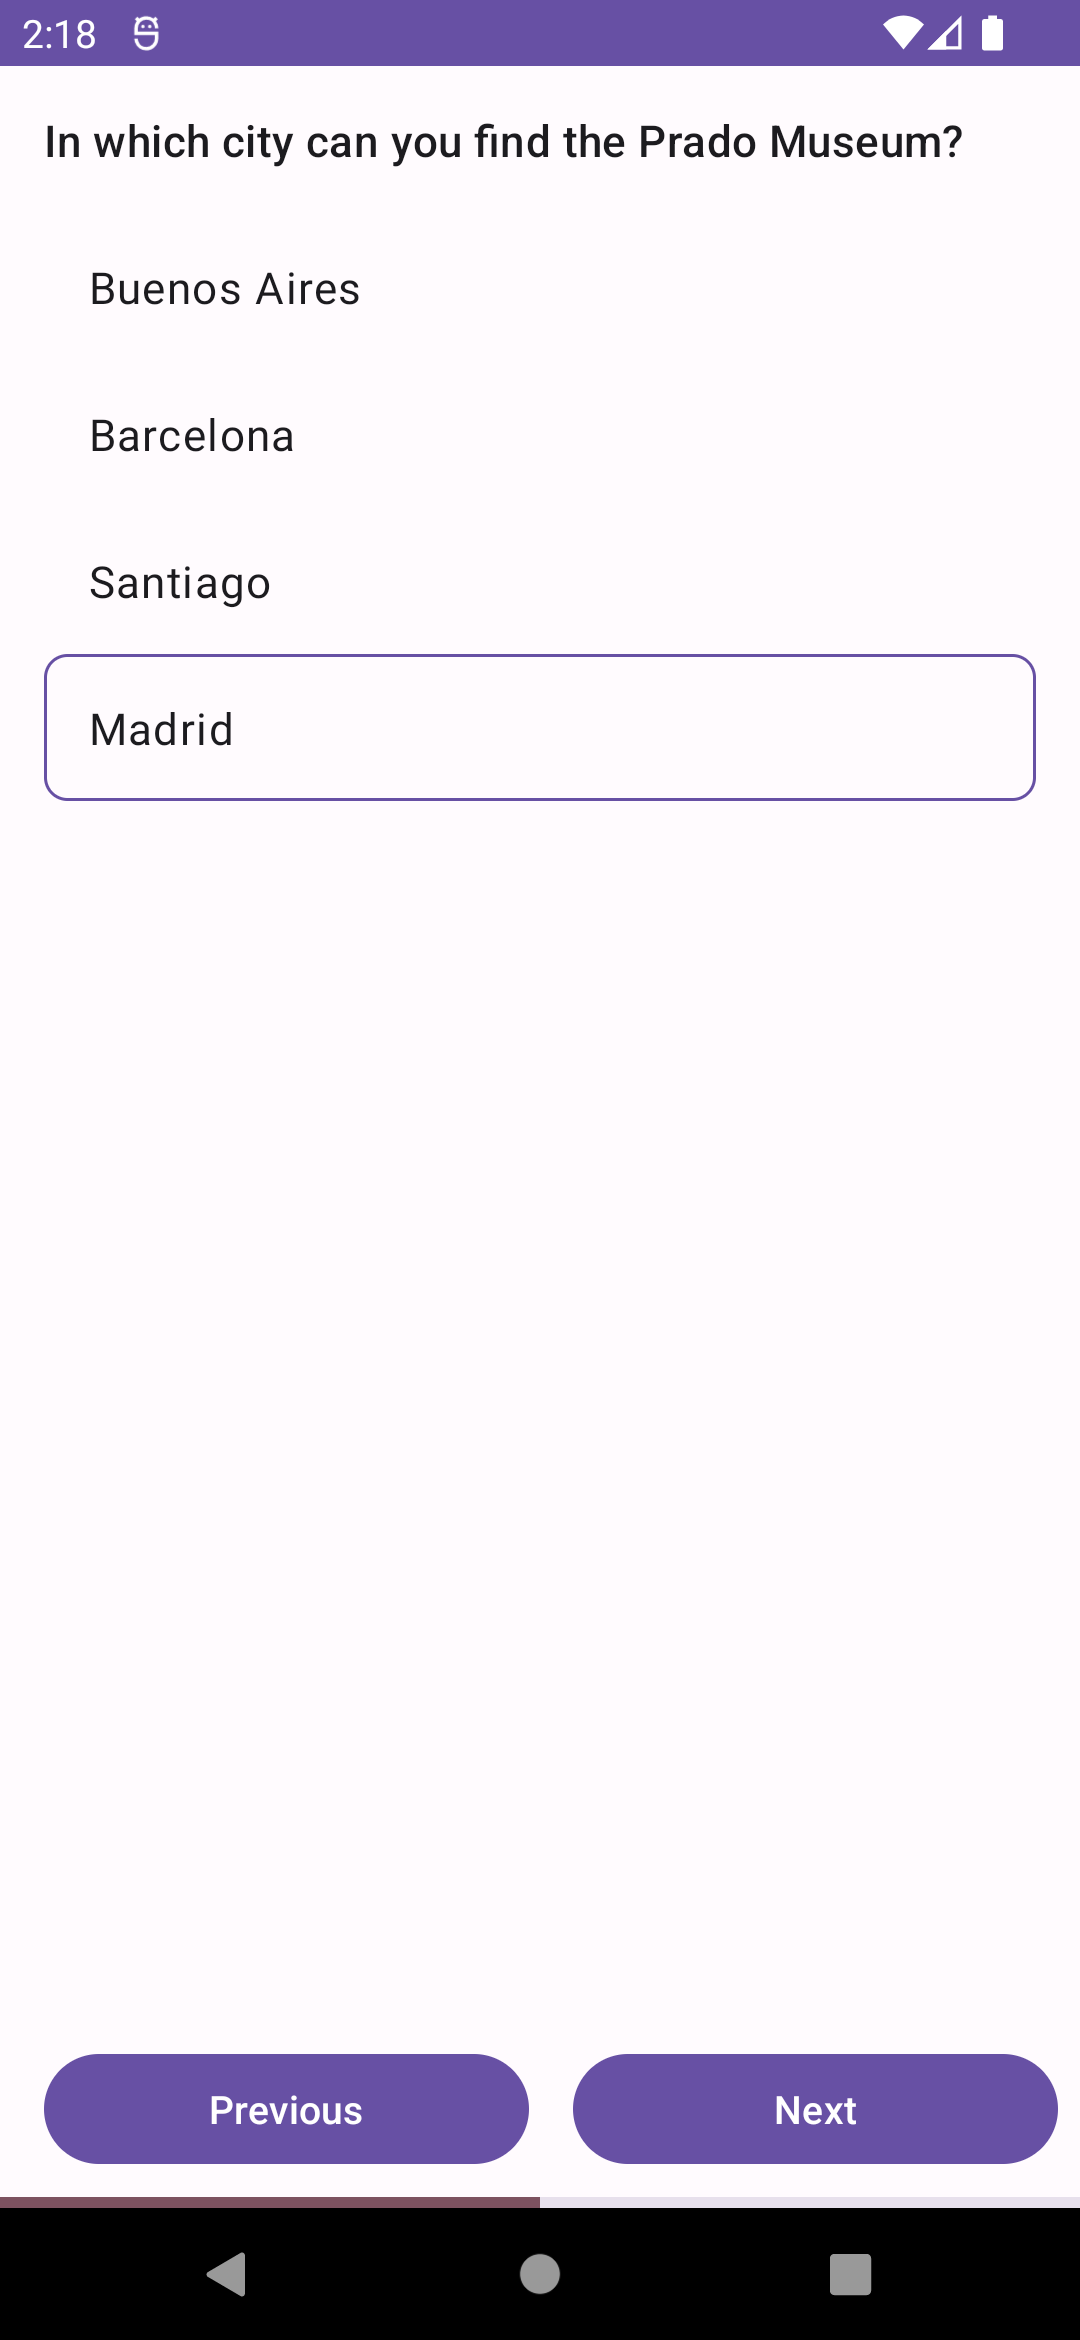 2:18
In which city can you find the Prado Museum?
Buenos Aires
Barcelona
Santiago
Madrid
Previous
Next